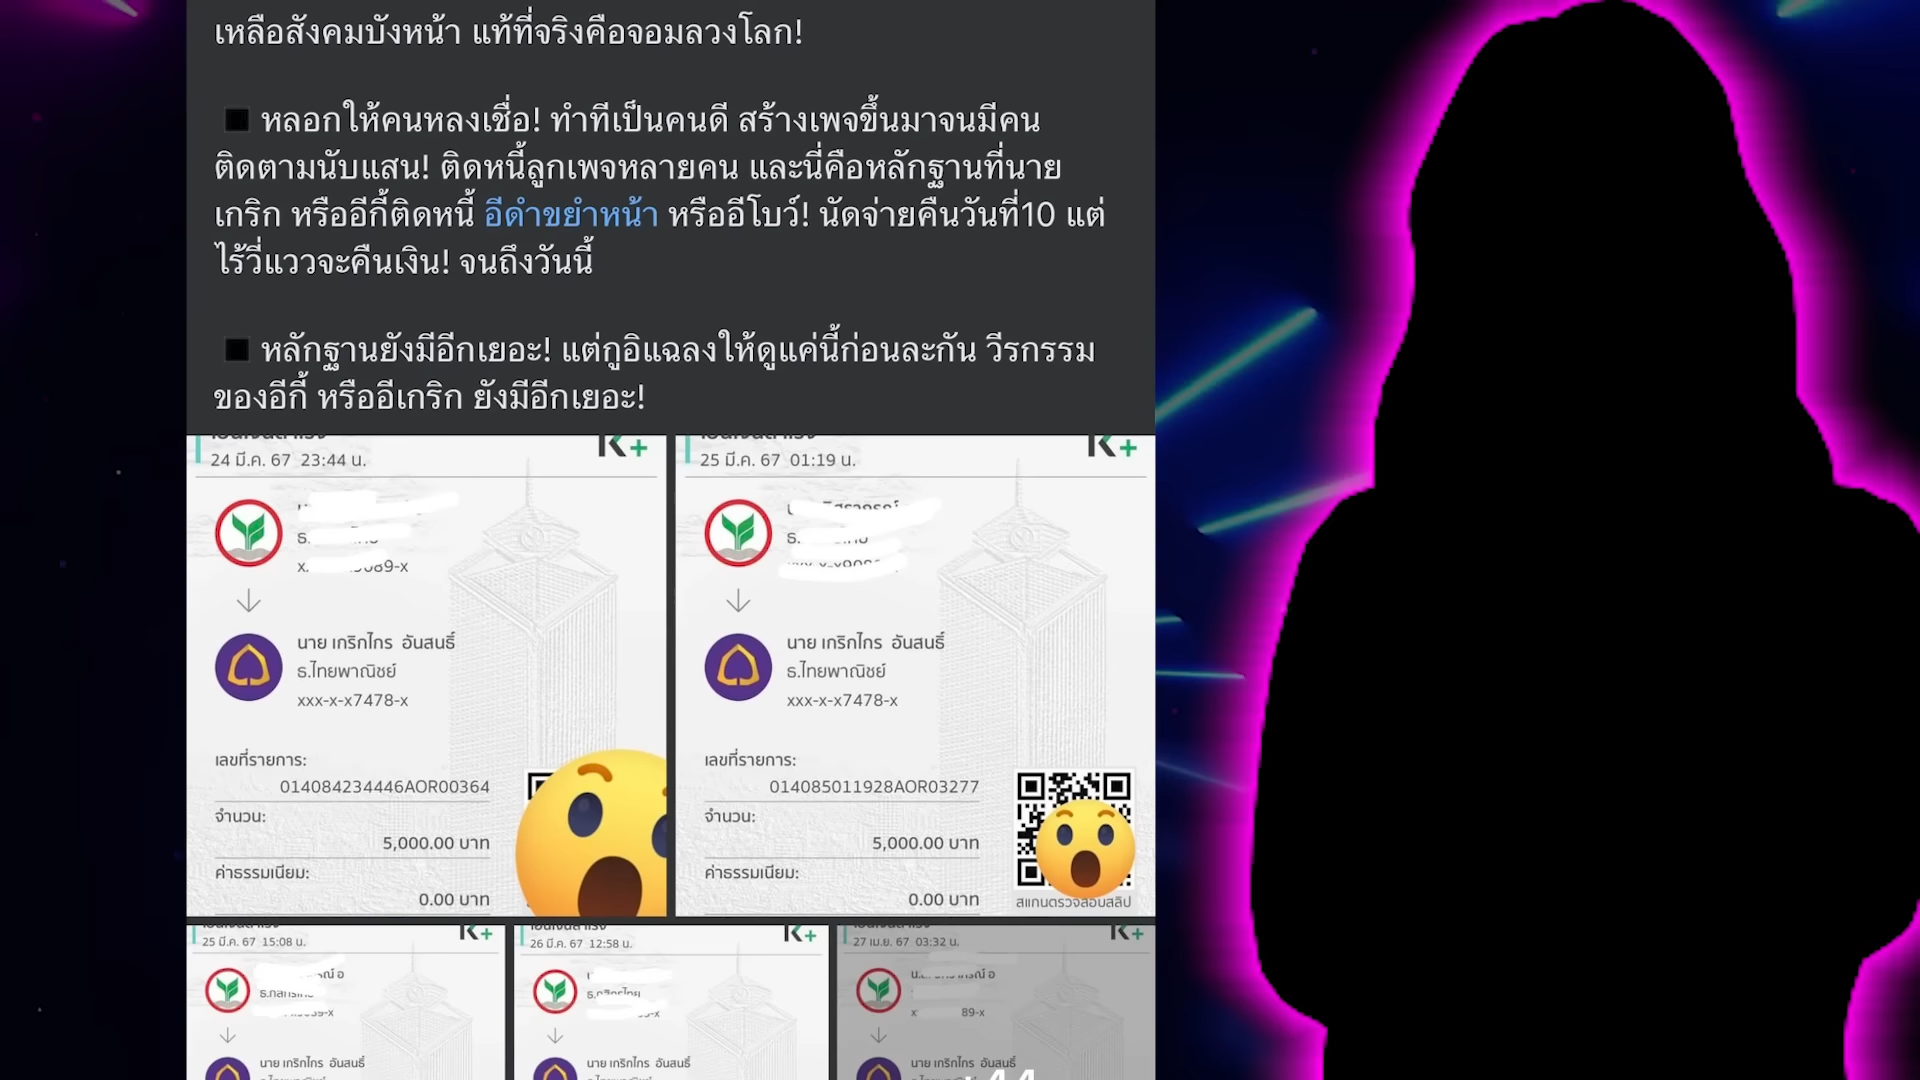 เหลือสังคมบังหน้า แท้ที่จริงคือจอมลวงโลก!
◼ หลอกให้คนหลงเชื่อ! ทำทีเป็นคนดี สร้างเพจขึ้นมาจนมีคน
ติดตามนับแสน! ติดหนี้ลูกเพจหลายคน และนี่คือหลักฐานที่นาย
เกริก หรืออีกี้ติดหนี้ อีดำขยำหน้า หรืออีโบว์! นัดจ่ายคืนวันที่10 แต่
ไร้วี่แววจะคืนเงิน! จนถึงวันนี้
◼ หลักฐานยังมีอีกเยอะ! แต่กูอิแฉลงให้ดูแค่นี้ก่อนละกัน วีรกรรม
ของอีกี้ หรืออีเกริก ยังมีอีกเยอะ!
24 มี.ค. 67 23:44 น.
K+
89-x
นาย เกริกไกร อันสนธิ์
ธ.ไทยพาณิชย์
xxx-x-x7478-x
เลขที่รายการ:
014084234446AOR00364
จำนวน:
5,000.00 บาท
ค่าธรรมเนียม:
0.00 บาท
25 มี.ค. 67 01:19 น.
K+
นาย เกริกไกร อันสนธิ์
ธ.ไทยพาณิชย์
xxx-x-x7478-x
เลขที่รายการ:
014085011928AOR03277
จำนวน:
5,000.00 บาท
ค่าธรรมเนียม:
0.00 บาท
สแกนตรวจสอบสลิป
25 มี.ค. 67 15:08 น.
K+
นาย เกริกไกร อันสนธิ์
26 มี.ค. 67 12:58 น.
K+
นาย เกริกไกร อันสนธิ์
27 เม.ย. 67 03:32 น.
K+
89-x
นาย เกริกไกร อันสนธิ์